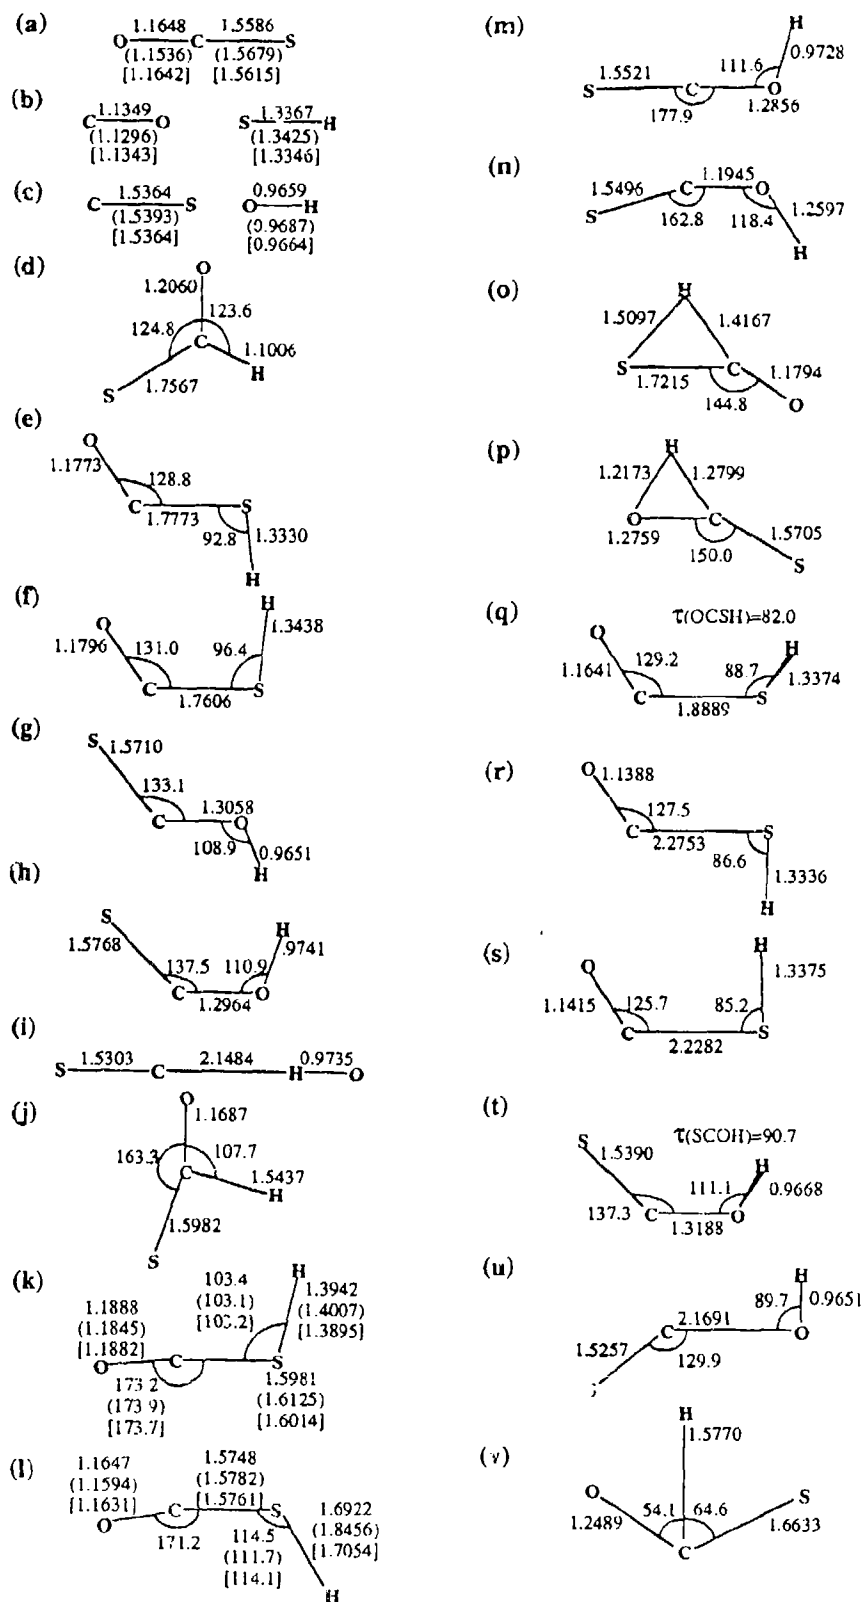 (a)
1.1648 1.5586
O C S
(1.1536) (1.5679)
[1.1642] [1.5615]
(b)
1.1349 1.3367
C O S H
(1.1296) (1.3425)
[1.1343] [1.3346]
(c)
1.5364 0.9659
C S O H
(1.5393) (0.9687)
[1.5364] [0.9664]
(d)
O
1.2060
123.6
124.8
C
1.1006
H
S 1.7567
(e)
O
1.1773 128.8
C S
1.7773 92.8 1.3330
H
(f)
H
O 1.3438
1.1796 131.0 96.4
C S
1.7606
(g)
S 1.5710
133.1
1.3058
C O
108.9 0.9651
H
(h)
S H
1.5768 .9741
137.5 110.9
C O
1.2964
(i)
1.5303 2.1484 0.9735
S C H O
(j)
O
1.1687
163.3 107.7
C 1.5437
H
1.5982
S
(k)
103.4 H
1.1888 (103.1) 1.3942
(1.1845) (1.4007)
[1.1882] [1.3895]
O C S
173.2 1.5981
(173.9) (1.6125)
[173.7] [1.6014]
(l)
1.1647 1.5748
(1.1594) (1.5782)
[1.1631] [1.5761]
C S 1.6922
O (1.8456)
171.2 114.5 [1.7054]
(111.7)
[114.1]
H
(m)
H
111.6 0.9728
1.5521
S C O
177.9 1.2856
(n)
1.1945
1.5496 C O
S 162.8 118.4 1.2597
H
(o)
H
1.5097 1.4167
S C
1.7215 1.1794
144.8 O
(p)
H
1.2173 1.2799
O C
1.2759 1.5705
150.0 S
(q)
τ(OCSH)=82.0
O H
1.1641 129.2 88.7 1.3374
C S
1.8889
(r)
O 1.1388
127.5
C S
2.2753
86.6 1.3336
H
(s)
H
O 1.3375
1.1415 125.7 85.2
C S
2.2282
(t)
S τ(SCOH)=90.7
1.5390 H
111.1 0.9668
137.3 C O
1.3188
(u)
H
89.7 0.9651
2.1691
C O
1.5257 129.9
(v)
H
1.5770
O S
54.1 64.6
1.2489 1.6633
C